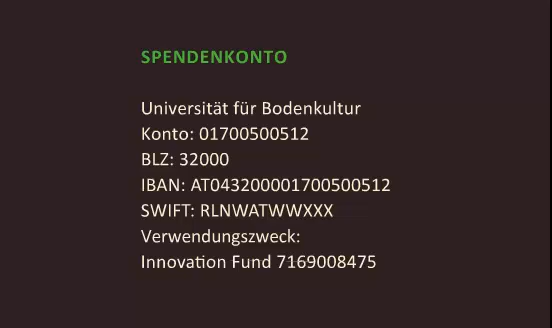 SPENDENKONTO
Universität für Bodenkultur
Konto: 01700500512
BLZ: 32000
IBAN: AT043200001700500512
SWIFT: RLNWATWWXXX
Verwendungszweck:
Innovation Fund 7169008475